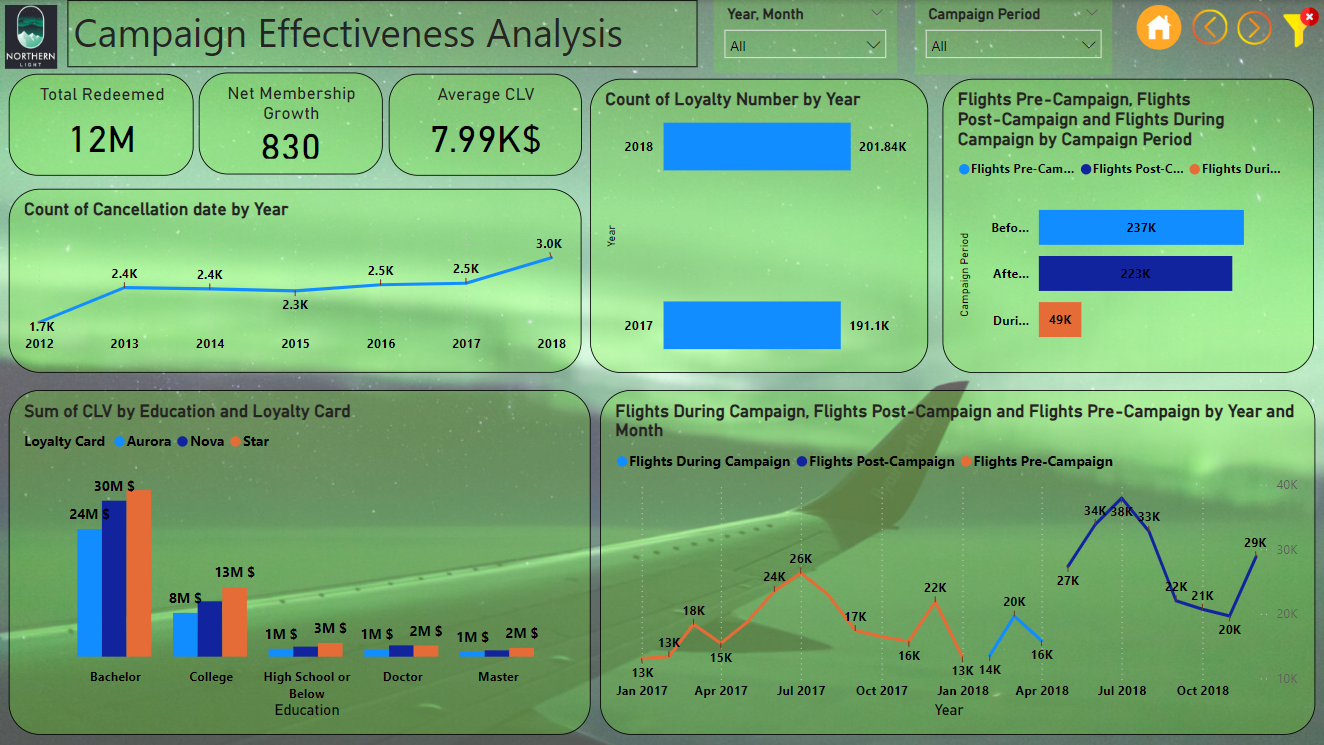 NORTHERN
LIGHT
Campaign Effectiveness Analysis
Year, Month
All
Campaign Period
All
Total Redeemed
12M
Net Membership
Growth
830
Average CLV
7.99K$
Count of Cancellation date by Year
1.7K
2.4K
2.4K
2.3K
2.5K
2.5K
3.0K
2012
2013
2014
2015
2016
2017
2018
Count of Loyalty Number by Year
Year
2018
201.84K
2017
191.1K
Flights Pre-Campaign, Flights
Post-Campaign and Flights During
Campaign by Campaign Period
Flights Pre-Cam...
Flights Post-C...
Flights Duri...
Campaign Period
Befo...
237K
Afte...
223K
Duri...
49K
Sum of CLV by Education and Loyalty Card
Loyalty Card
Aurora
Nova
Star
24M $
30M $
8M $
13M $
1M $
3M $
1M $
2M $
1M $
2M $
Bachelor
College
High School or
Below
Doctor
Master
Education
Flights During Campaign, Flights Post-Campaign and Flights Pre-Campaign by Year and
Month
Flights During Campaign
Flights Post-Campaign
Flights Pre-Campaign
40K
30K
20K
10K
13K
13K
18K
15K
24K
26K
17K
16K
22K
13K
14K
20K
16K
27K
34K
38K
33K
22K
21K
20K
29K
Jan 2017
Apr 2017
Jul 2017
Oct 2017
Jan 2018
Apr 2018
Jul 2018
Oct 2018
Year